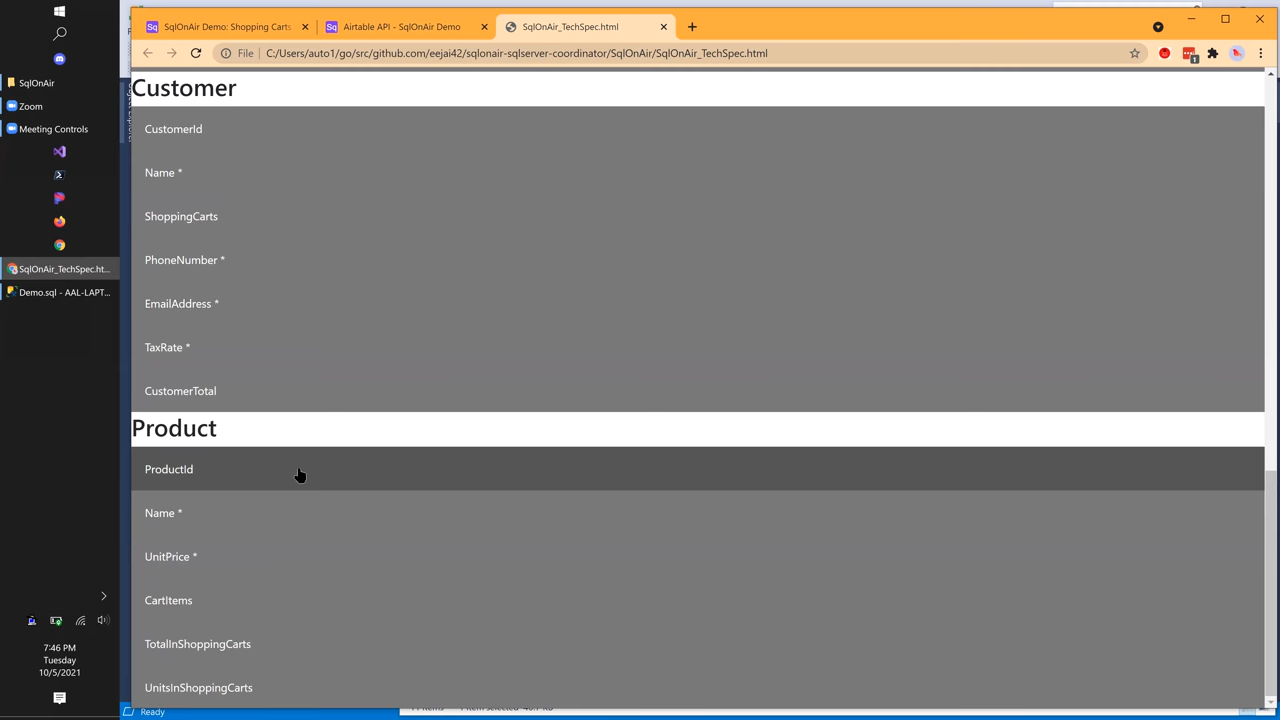 SqlOnAir Demo: Shopping Carts
Airtable API - SqlOnAir Demo
SqlOnAir_TechSpec.html
File
C:/Users/auto1/go/src/github.com/eejai42/sqlonair-sqlserver-coordinator/SqlOnAir/SqlOnAir_TechSpec.html
SqlOnAir
Zoom
Meeting Controls
SqlOnAir_TechSpec.ht...
Demo.sql - AAL-LAPT...
7:46 PM
Tuesday
10/5/2021
Customer
CustomerId
Name *
ShoppingCarts
PhoneNumber *
EmailAddress *
TaxRate *
CustomerTotal
Product
ProductId
Name *
UnitPrice *
CartItems
TotalInShoppingCarts
UnitsInShoppingCarts
Ready